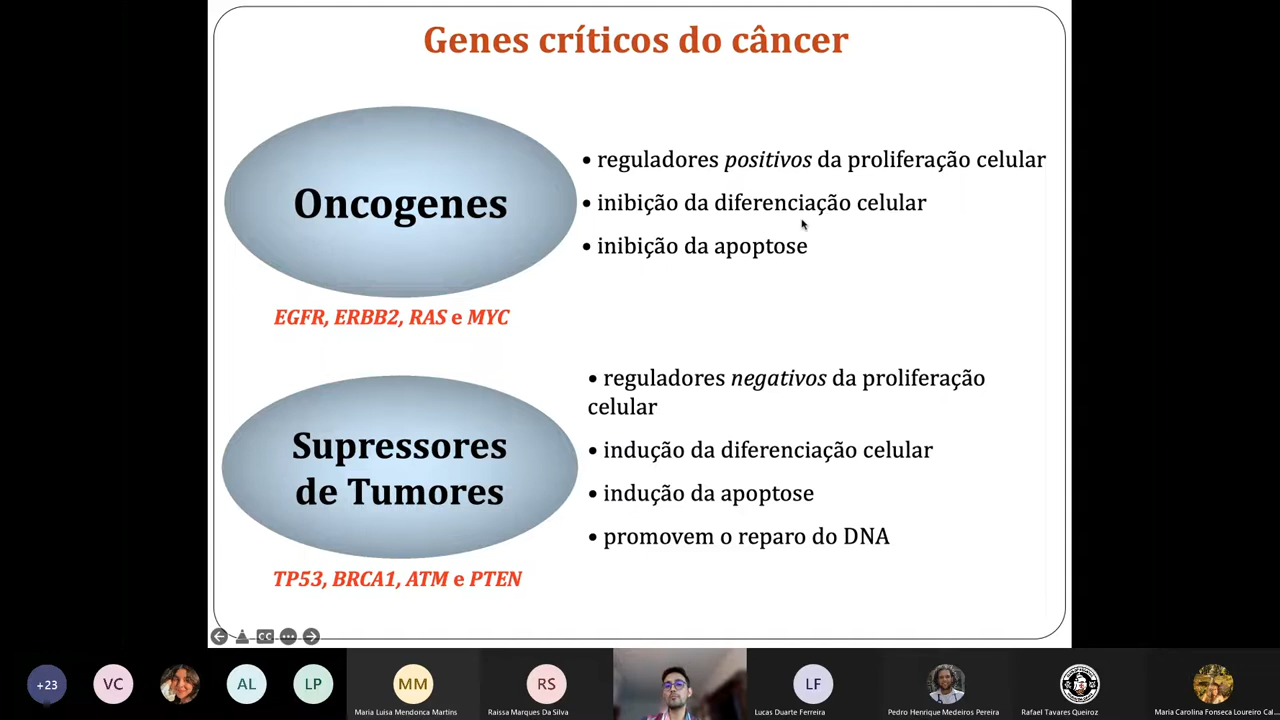 Genes críticos do câncer
Oncogenes
• reguladores positivos da proliferação celular
• inibição da diferenciação celular
• inibição da apoptose
EGFR, ERBB2, RAS e MYC
Supressores
de Tumores
• reguladores negativos da proliferação
celular
• indução da diferenciação celular
• indução da apoptose
• promovem o reparo do DNA
TP53, BRCA1, ATM e PTEN
CC
+23
VC
AL
LP
MM
Maria Luisa Mendonca Martins
RS
Raissa Marques Da Silva
LF
Lucas Duarte Ferreira
Pedro Henrique Medeiros Pereira
Rafael Tavares Queiroz
Maria Carolina Fonseca Loureiro Cal...